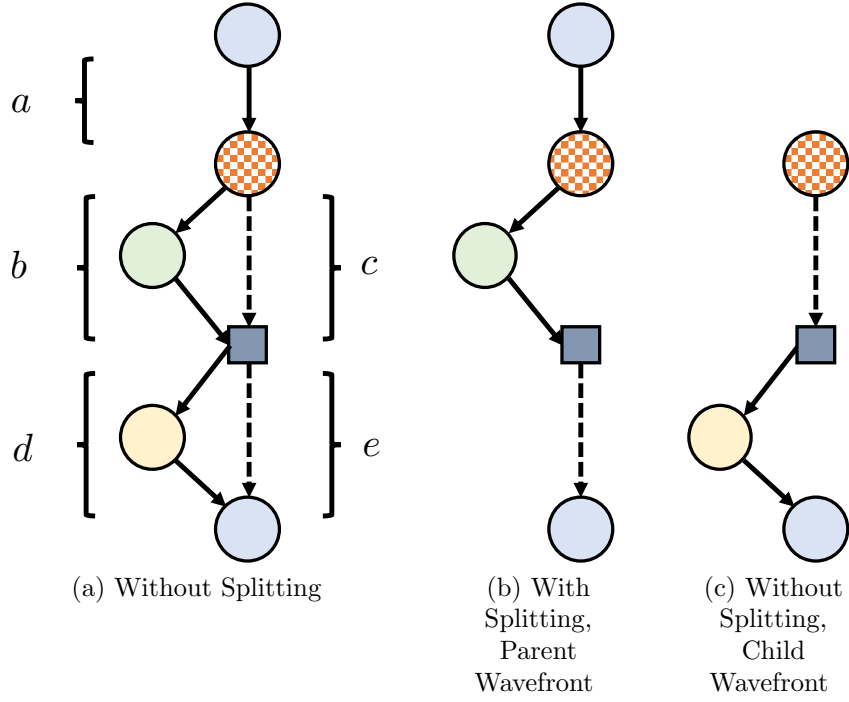 a
b
c
d
e
(a) Without Splitting
(b) With
Splitting,
Parent
Wavefront
(c) Without
Splitting,
Child
Wavefront